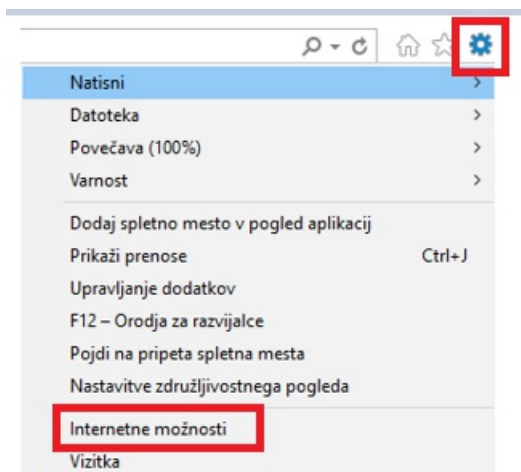 Natisni
Datoteka
Povečava (100%)
Varnost
Dodaj spletno mesto v pogled aplikacij
Prikaži prenose Ctrl+J
Upravljanje dodatkov
F12 – Orodja za razvijalce
Pojdi na pripeta spletna mesta
Nastavitve združljivostnega pogleda
Internetne možnosti
Vizitka